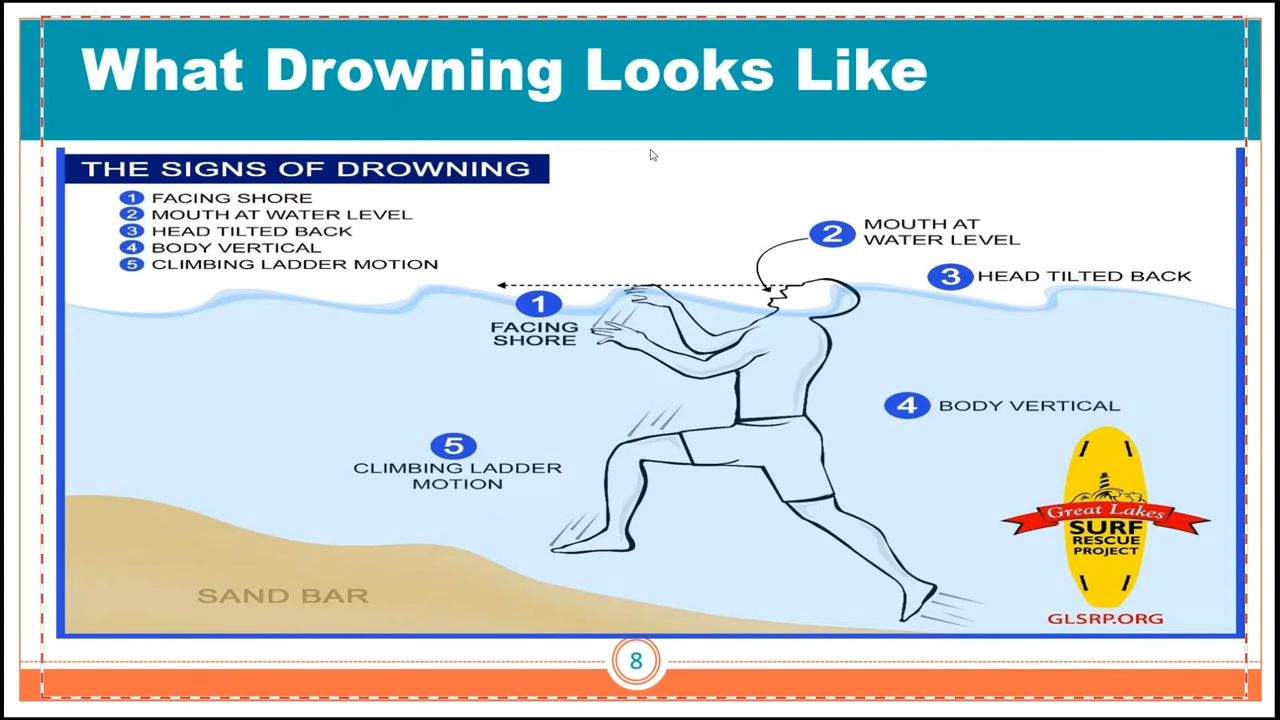 What Drowning Looks Like
THE SIGNS OF DROWNING
1 FACING SHORE
2 MOUTH AT WATER LEVEL
3 HEAD TILTED BACK
4 BODY VERTICAL
5 CLIMBING LADDER MOTION
2 MOUTH AT
WATER LEVEL
3 HEAD TILTED BACK
1
FACING
SHORE
4 BODY VERTICAL
5
CLIMBING LADDER
MOTION
Great Lakes
SURF
RESCUE
PROJECT
SAND BAR
GLSRP.ORG
8